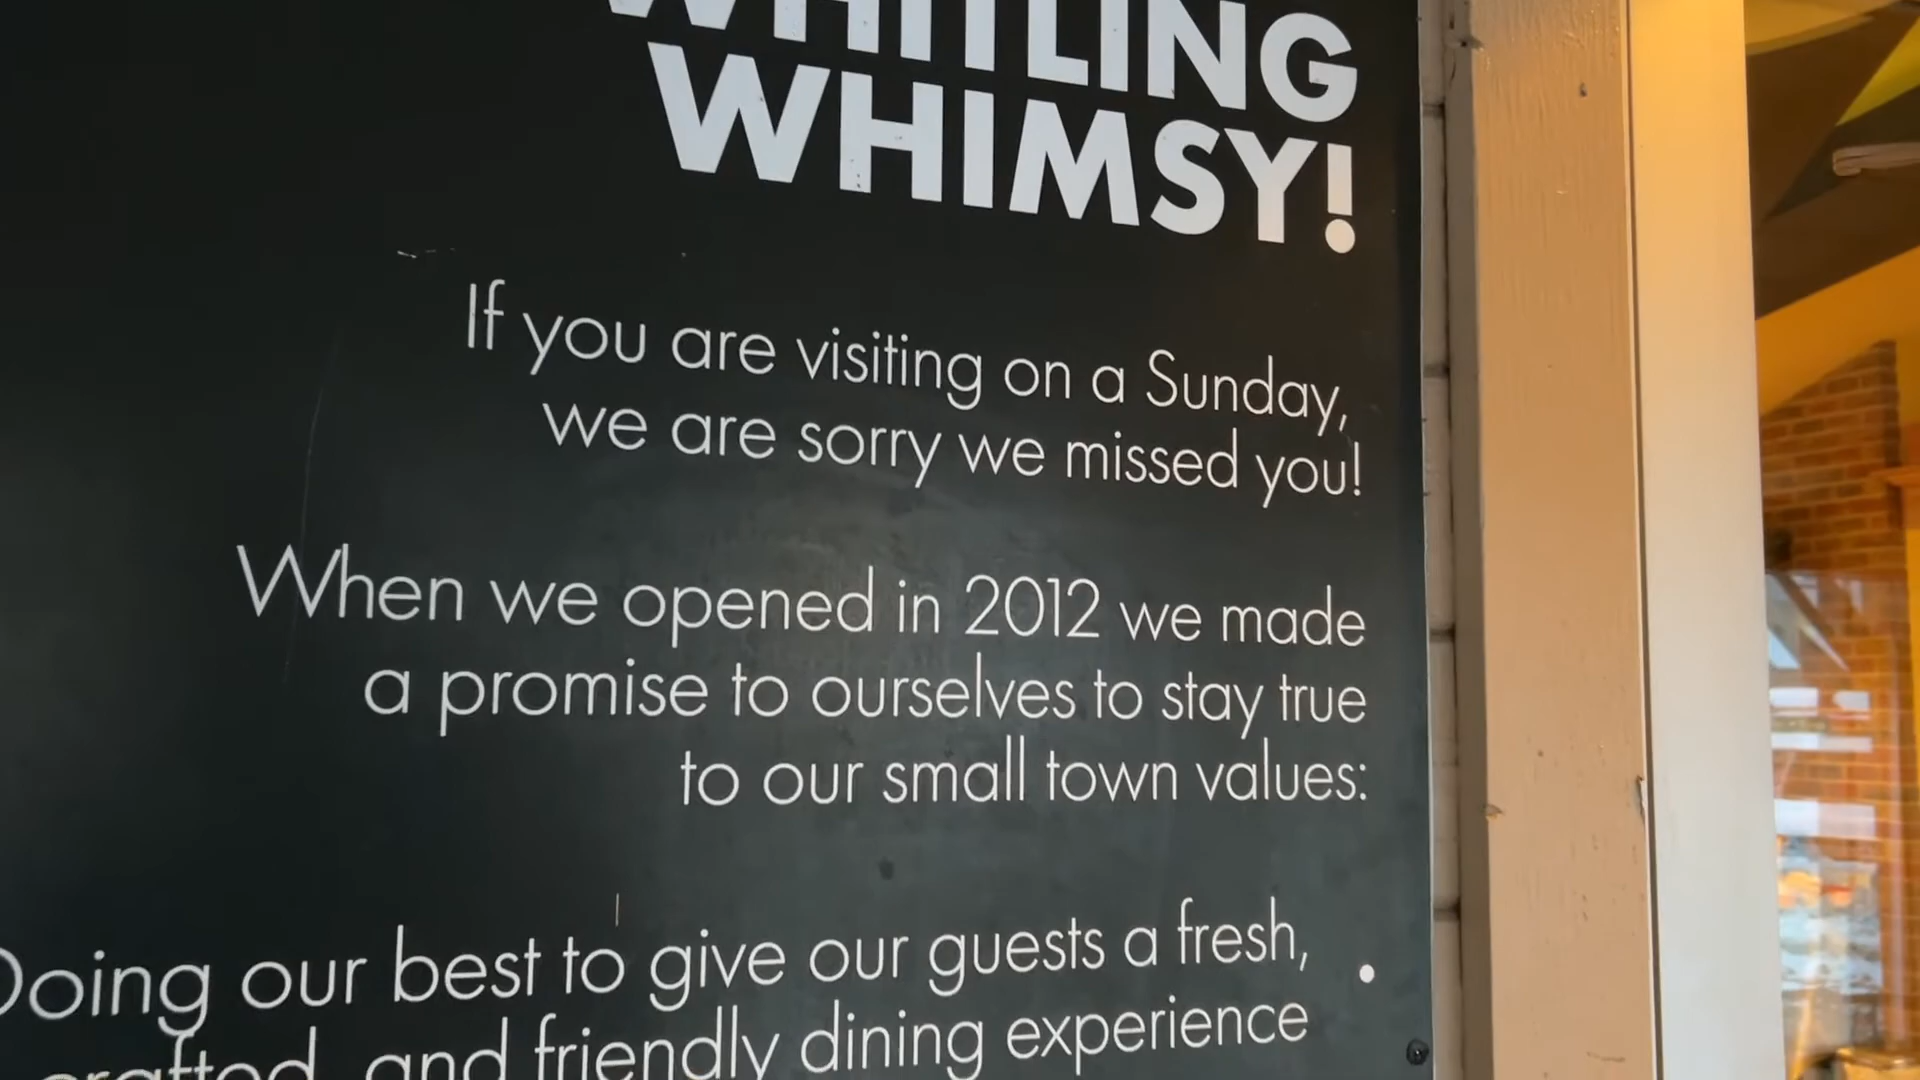 WHITLING
WHIMSY!
If you are visiting on a Sunday,
we are sorry we missed you!
When we opened in 2012 we made
a promise to ourselves to stay true
to our small town values:
Doing our best to give our guests a fresh, •
crafted, and friendly dining experience